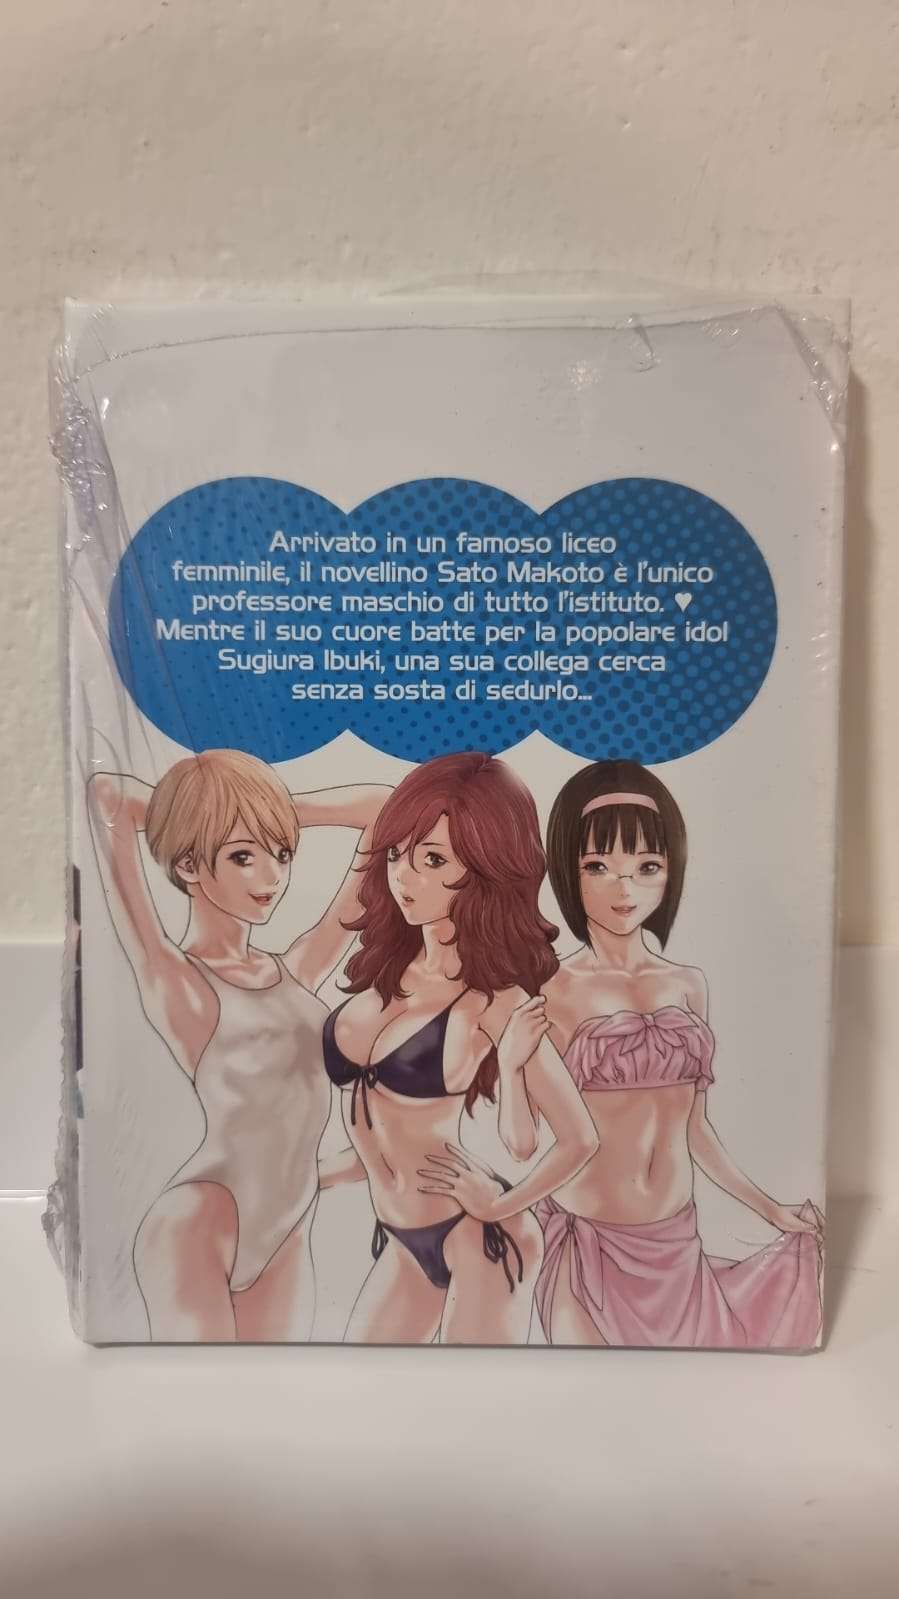 Arrivato in un famoso liceo
femminile, il novellino Sato Makoto è l'unico
professore maschio di tutto l'istituto. ♥
Mentre il suo cuore batte per la popolare idol
Sugiura Ibuki, una sua collega cerca
senza sosta di sedurlo...